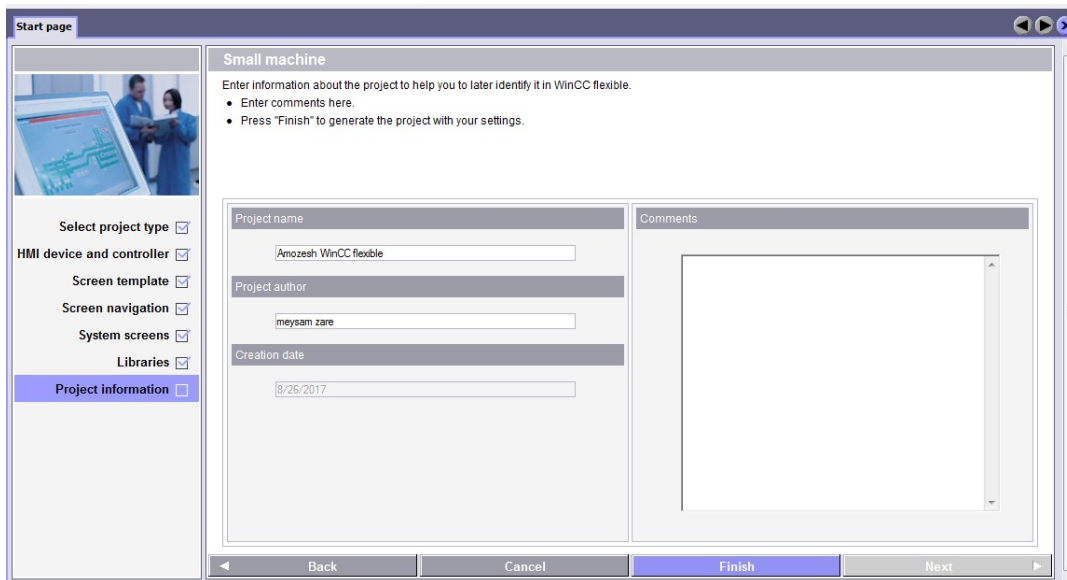 Start page
Small machine
Enter information about the project to help you to later identify it in WinCC flexible.
• Enter comments here.
• Press "Finish" to generate the project with your settings.
Select project type
HMI device and controller
Screen template
Screen navigation
System screens
Libraries
Project information
Project name
Amozesh WinCC flexible
Project author
meysam zare
Creation date
8/26/2017
Comments
Back
Cancel
Finish
Next